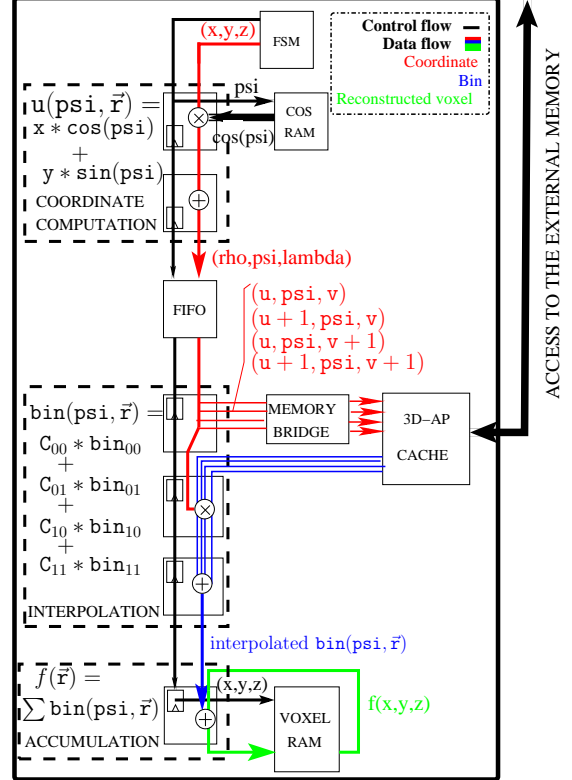 (x,y,z)
FSM
Control flow
Data flow
Coordinate
Bin
Reconstructed voxel
ACCESS TO THE EXTERNAL MEMORY
u(psi, r⃗) =
x ∗ cos(psi)
+
y ∗ sin(psi)
COORDINATE
COMPUTATION
×
+
psi
COS
RAM
cos(psi)
(rho,psi,lambda)
FIFO
(u, psi, v)
(u + 1, psi, v)
(u, psi, v + 1)
(u + 1, psi, v + 1)
bin(psi, r⃗) =
C₀₀ ∗ bin₀₀
+
C₀₁ ∗ bin₀₁
+
C₁₀ ∗ bin₁₀
+
C₁₁ ∗ bin₁₁
INTERPOLATION
MEMORY
BRIDGE
3D−AP
CACHE
×
+
interpolated bin(psi, r⃗)
f(r⃗) =
∑ bin(psi, r⃗)
ACCUMULATION
(x,y,z)
+
VOXEL
RAM
f(x,y,z)